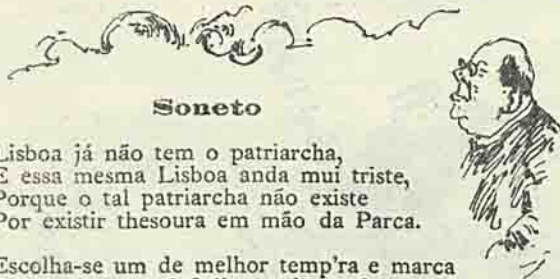 Soneto
Lisboa já não tem o patriarcha,
E essa mesma Lisboa anda mui triste,
Porque o tal patriarcha não existe
Por existir thesoura em mão da Parca.
Escolha-se um de melhor temp'ra e marca